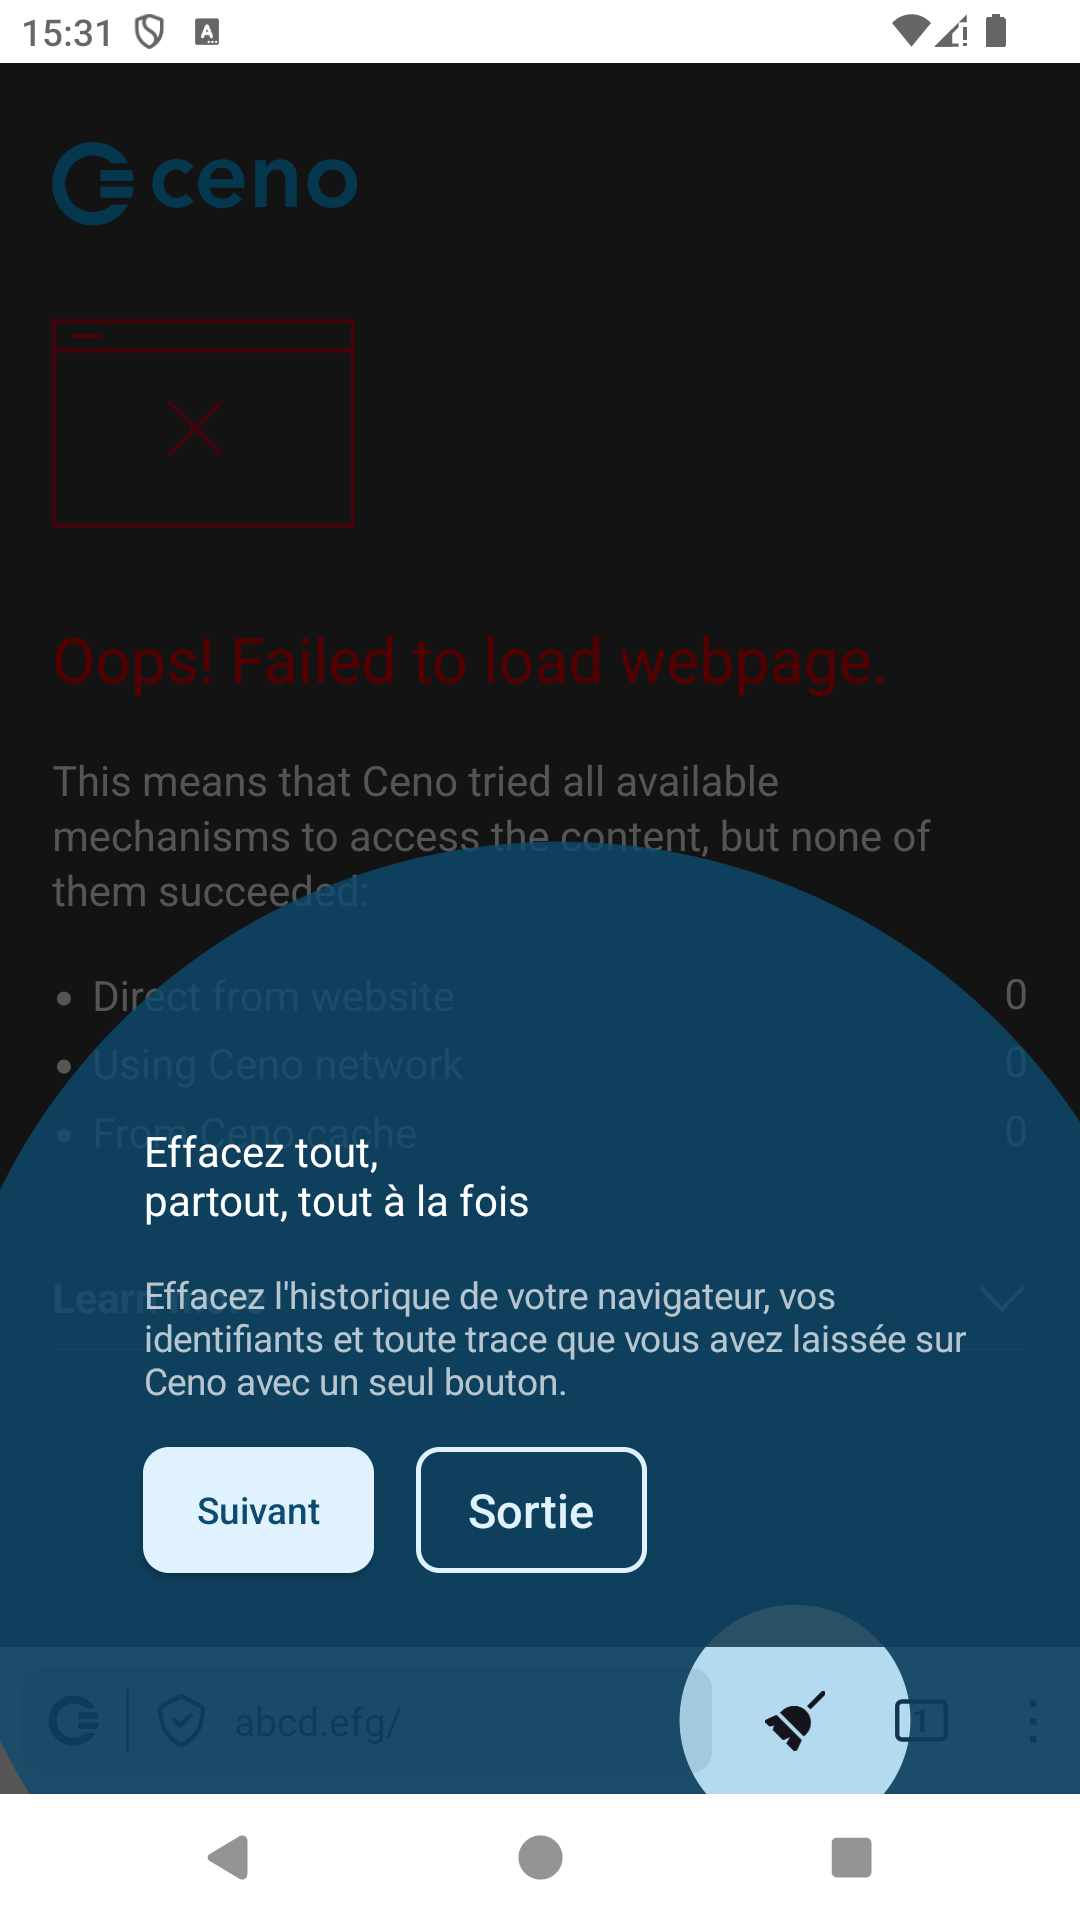 15:31
ceno
Oops! Failed to load webpage.
This means that Ceno tried all available
mechanisms to access the content, but none of
them succeeded:
Direct from website 0
Using Ceno network 0
From Ceno cache 0
Effacez tout,
partout, tout à la fois
Learn more
Effacez l'historique de votre navigateur, vos
identifiants et toute trace que vous avez laissée sur
Ceno avec un seul bouton.
Suivant Sortie
abcd.efg/ 1